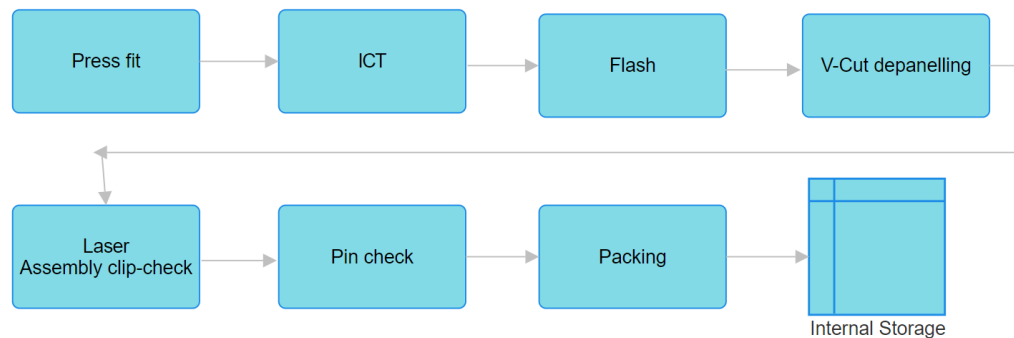 Press fit
ICT
Flash
V-Cut depanelling
Laser
Assembly clip-check
Pin check
Packing
Internal Storage